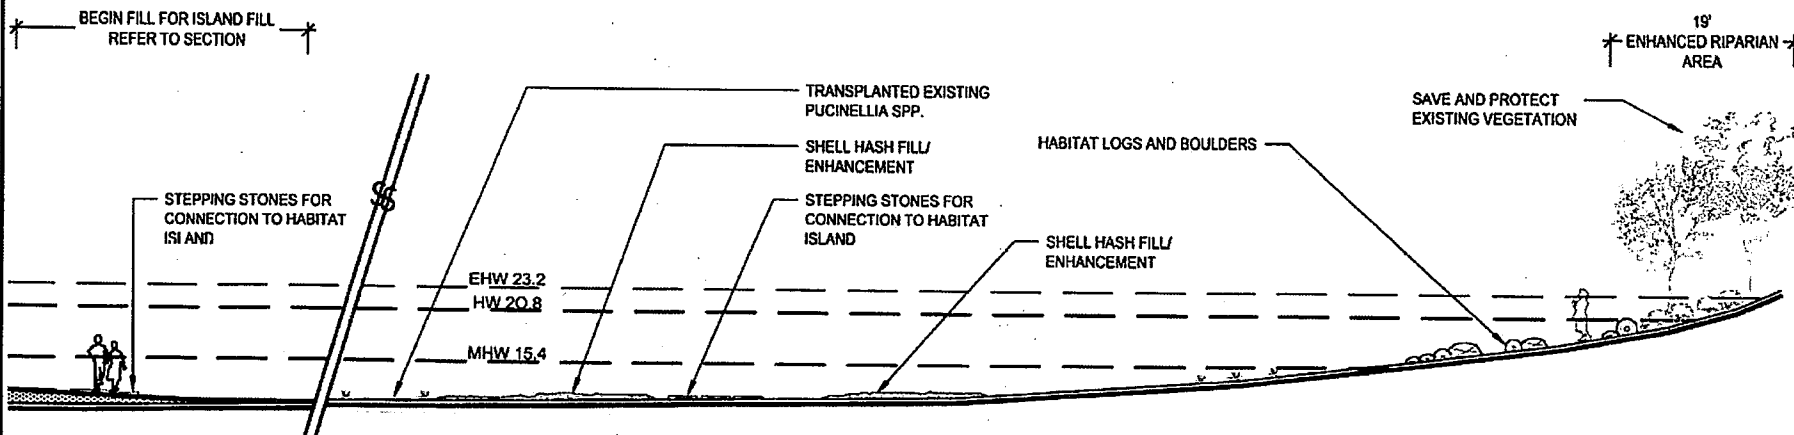 BEGIN FILL FOR ISLAND FILL
REFER TO SECTION
19'
ENHANCED RIPARIAN
AREA
TRANSPLANTED EXISTING
PUCINELLIA SPP.
SAVE AND PROTECT
EXISTING VEGETATION
SHELL HASH FILL/
ENHANCEMENT
HABITAT LOGS AND BOULDERS
STEPPING STONES FOR
CONNECTION TO HABITAT
ISLAND
STEPPING STONES FOR
CONNECTION TO HABITAT
ISLAND
SHELL HASH FILL/
ENHANCEMENT
EHW 23.2
HW 20.8
MHW 15.4